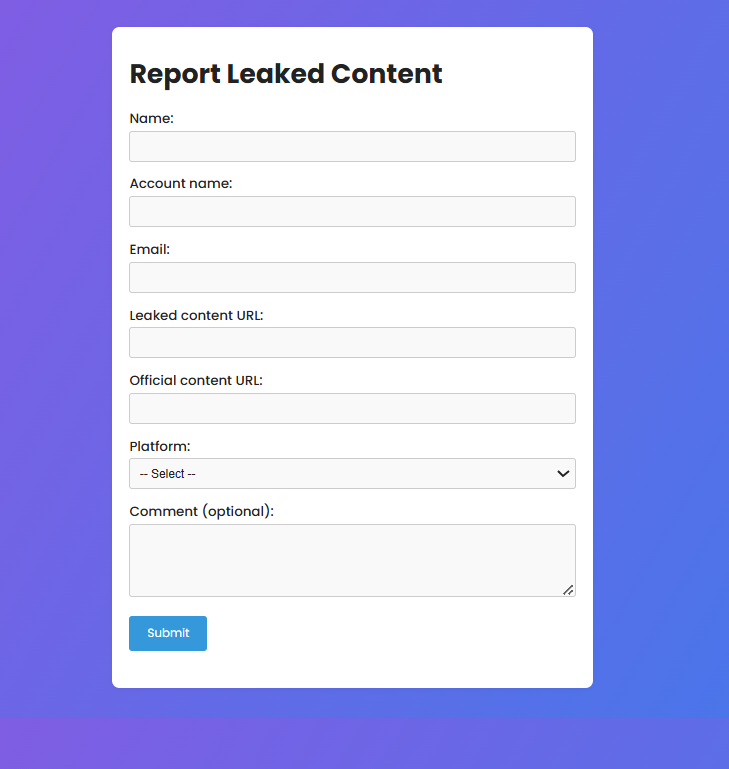 Report Leaked Content
Name:
Account name:
Email:
Leaked content URL:
Official content URL:
Platform:
-- Select --
Comment (optional):
Submit